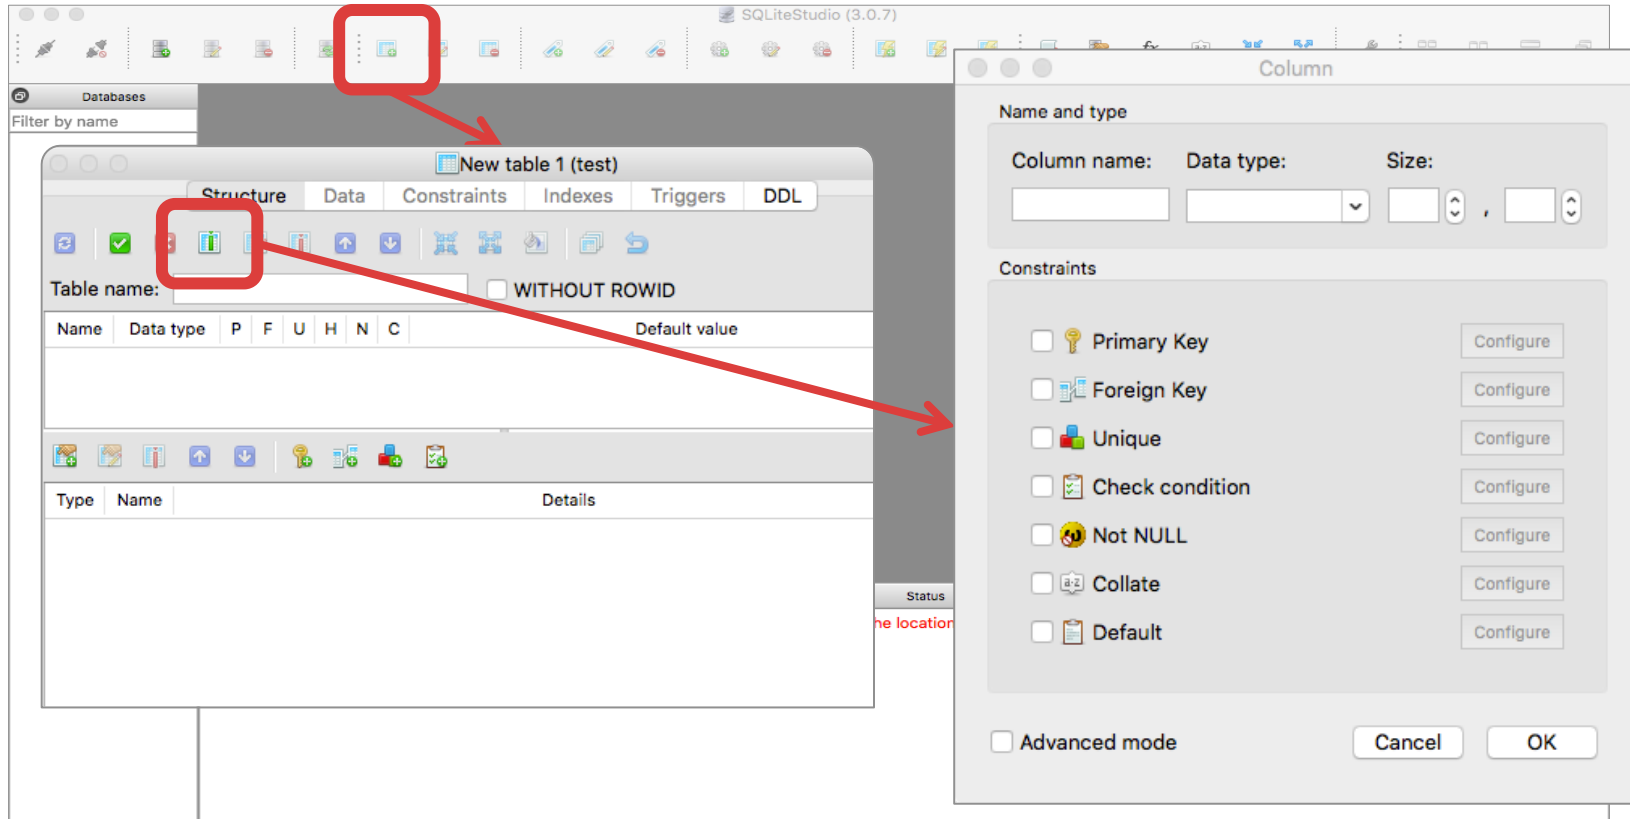 SQLiteStudio (3.0.7)
Databases
Filter by name
New table 1 (test)
Structure Data Constraints Indexes Triggers DDL
Table name: WITHOUT ROWID
Name Data type P F U H N C Default value
Type Name Details
Status
he location
Column
Name and type
Column name: Data type: Size:
,
Constraints
Primary Key Configure
Foreign Key Configure
Unique Configure
Check condition Configure
Not NULL Configure
Collate Configure
Default Configure
Advanced mode Cancel OK